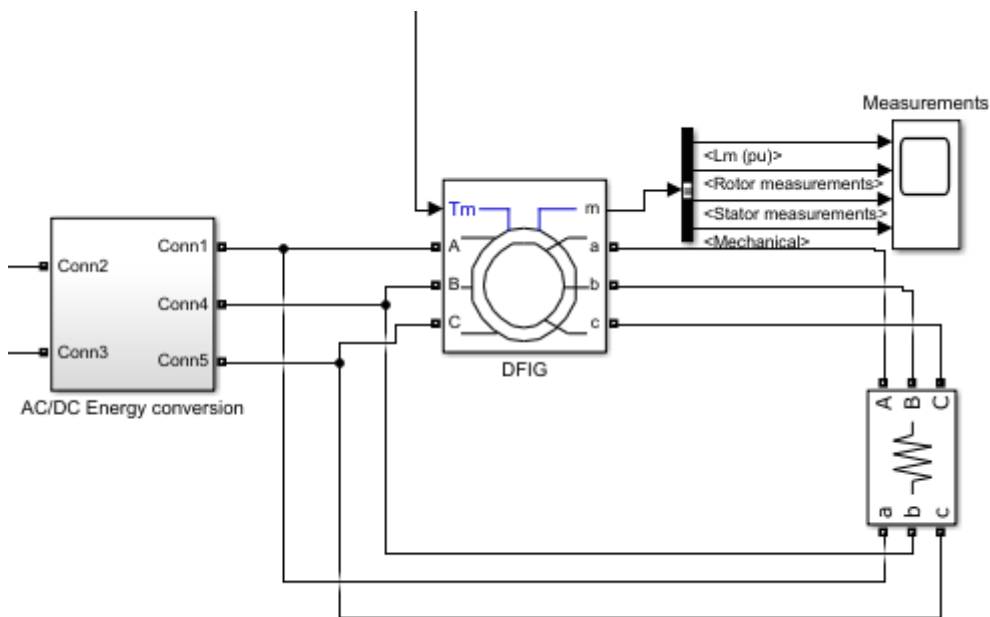 Measurements
<Lm (pu)>
<Rotor measurements>
<Stator measurements>
<Mechanical>
Tm
m
A
a
B
b
C
c
DFIG
Conn1
Conn2
Conn4
Conn3
Conn5
AC/DC Energy conversion
A B C
a b c